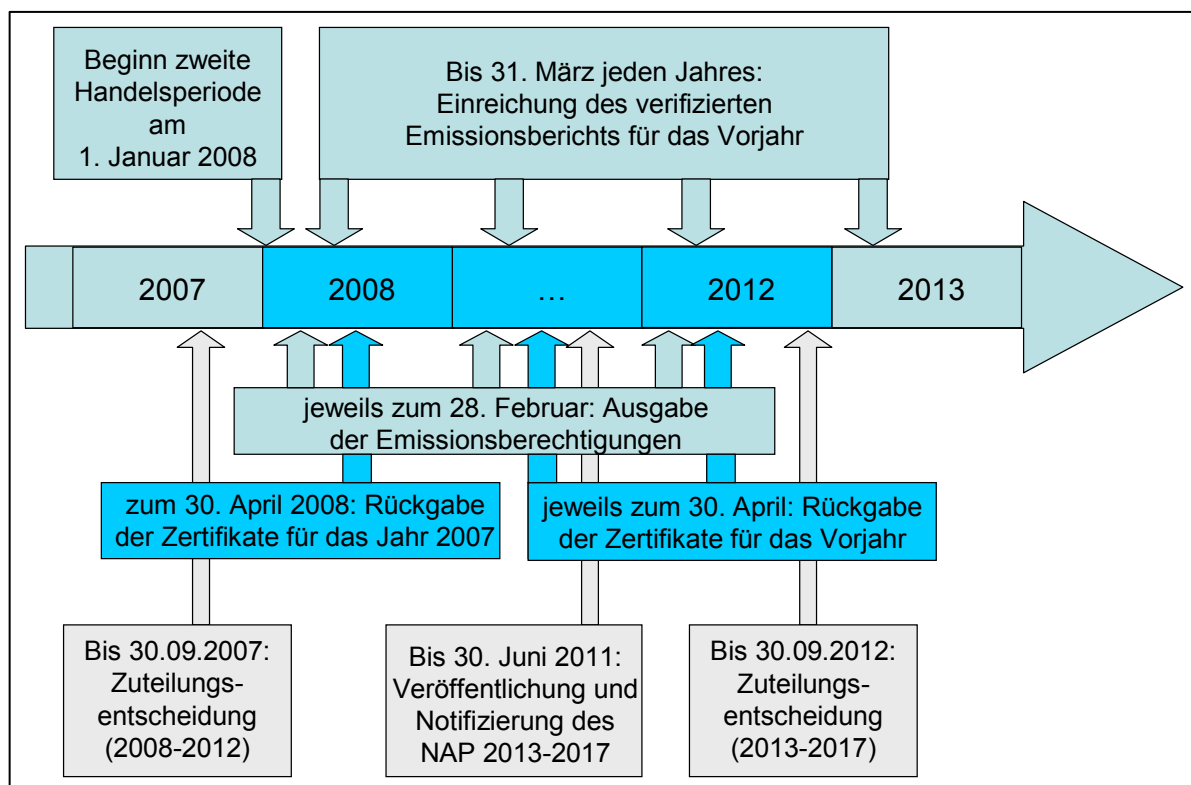 Beginn zweite
Handelsperiode
am
1. Januar 2008
Bis 31. März jeden Jahres:
Einreichung des verifizierten
Emissionsberichts für das Vorjahr
2007
2008
…
2012
2013
jeweils zum 28. Februar: Ausgabe
der Emissionsberechtigungen
zum 30. April 2008: Rückgabe
der Zertifikate für das Jahr 2007
jeweils zum 30. April: Rückgabe
der Zertifikate für das Vorjahr
Bis 30.09.2007:
Zuteilungs-
entscheidung
(2008-2012)
Bis 30. Juni 2011:
Veröffentlichung und
Notifizierung des
NAP 2013-2017
Bis 30.09.2012:
Zuteilungs-
entscheidung
(2013-2017)